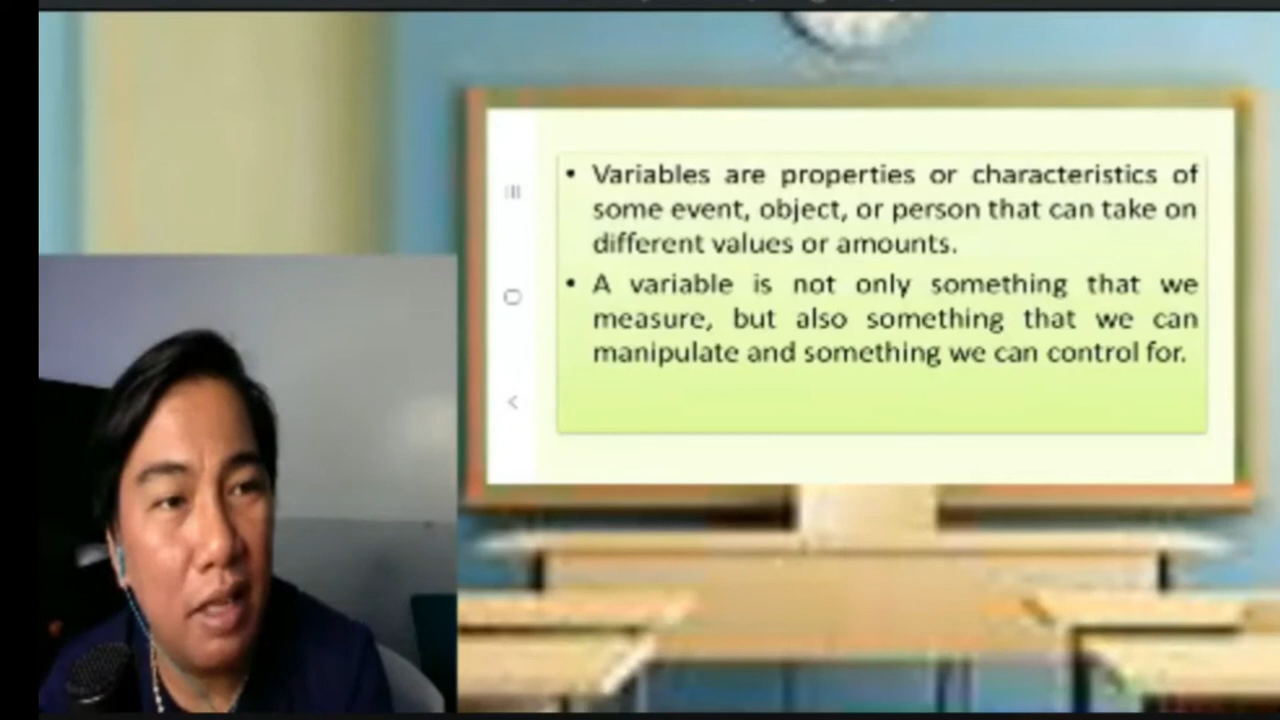 • Variables are properties or characteristics of
some event, object, or person that can take on
different values or amounts.
• A variable is not only something that we
measure, but also something that we can
manipulate and something we can control for.